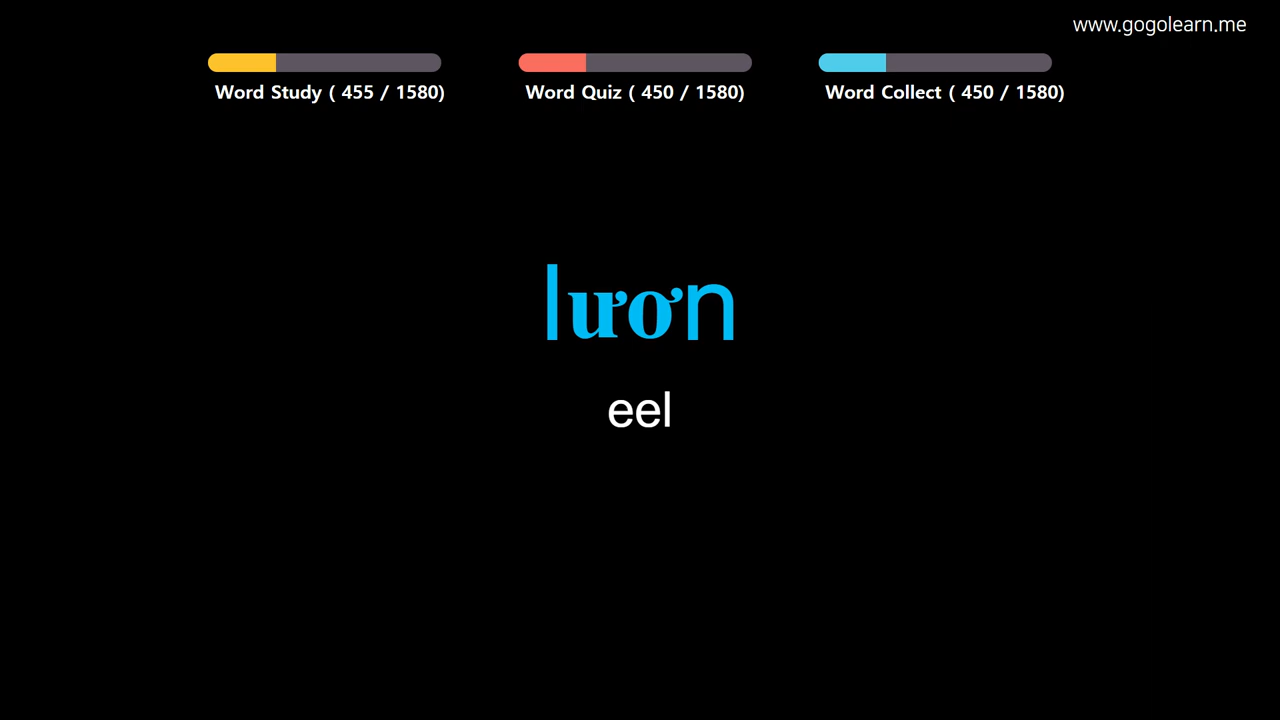 www.gogolearn.me
Word Study ( 455 / 1580)
Word Quiz ( 450 / 1580)
Word Collect ( 450 / 1580)
lươn
eel